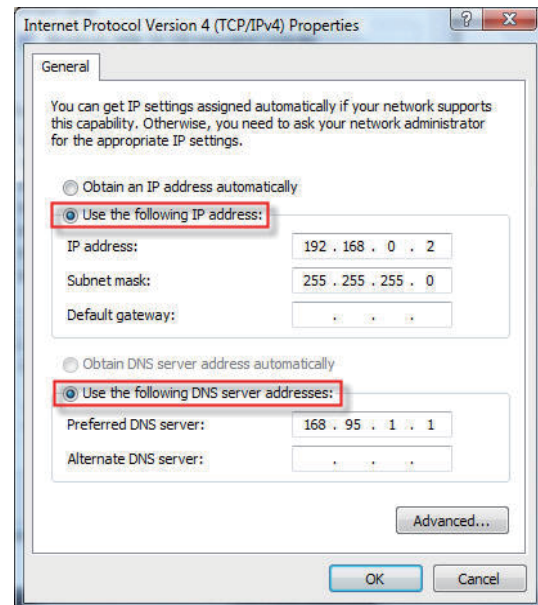 Internet Protocol Version 4 (TCP/IPv4) Properties
General
You can get IP settings assigned automatically if your network supports
this capability. Otherwise, you need to ask your network administrator
for the appropriate IP settings.
Obtain an IP address automatically
Use the following IP address:
IP address: 192 . 168 . 0 . 2
Subnet mask: 255 . 255 . 255 . 0
Default gateway: . . .
Obtain DNS server address automatically
Use the following DNS server addresses:
Preferred DNS server: 168 . 95 . 1 . 1
Alternate DNS server: . . .
Advanced...
OK Cancel